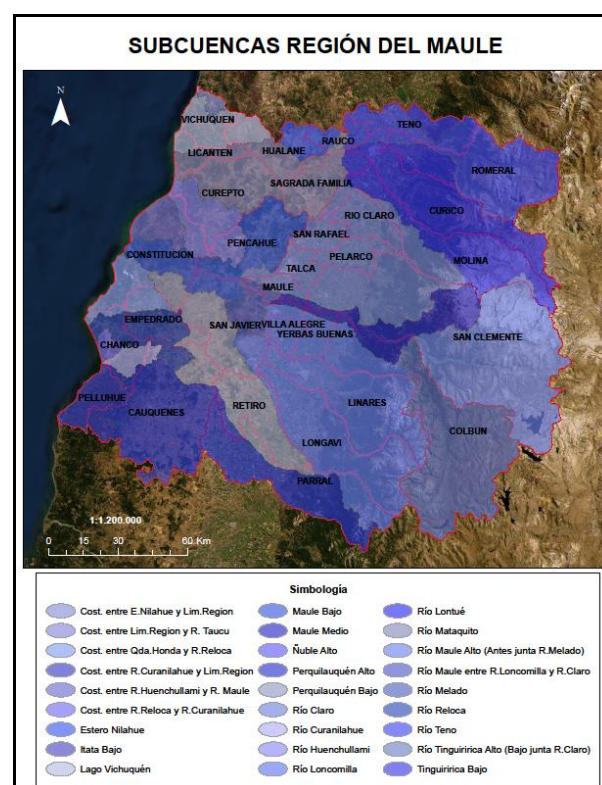 SUBCUENCAS REGIÓN DEL MAULE
N
VICHUQUEN
TENO
RAUCO
LICANTEN
HUALANE
ROMERAL
SAGRADA FAMILIA
CUREPTO
CURICO
RIO CLARO
SAN RAFAEL
PENCAHUE
CONSTITUCION
PELARCO
MOLINA
TALCA
MAULE
EMPEDRADO
SAN JAVIER
VILLA ALEGRE
YERBAS BUENAS
SAN CLEMENTE
CHANCO
PELLUHUE
CAUQUENES
RETIRO
LINARES
COLBUN
LONGAVI
PARRAL
1:1.200.000
0 15 30 60 Km
Simbología
Cost. entre E.Nilahue y Lim.Region
Cost. entre Lim.Region y R. Taucu
Cost. entre Qda.Honda y R.Reloca
Cost. entre R.Curanilahue y Lim.Region
Cost. entre R.Huenchullami y R. Maule
Cost. entre R.Reloca y R.Curanilahue
Estero Nilahue
Itata Bajo
Lago Vichuquén
Maule Bajo
Maule Medio
Ñuble Alto
Perquilauquén Alto
Perquilauquén Bajo
Río Claro
Río Curanilahue
Río Huenchullami
Río Loncomilla
Río Lontué
Río Mataquito
Río Maule Alto (Antes junta R.Melado)
Río Maule entre R.Loncomilla y R.Claro
Río Melado
Río Reloca
Río Teno
Río Tinguiririca Alto (Bajo junta R.Claro)
Tinguiririca Bajo